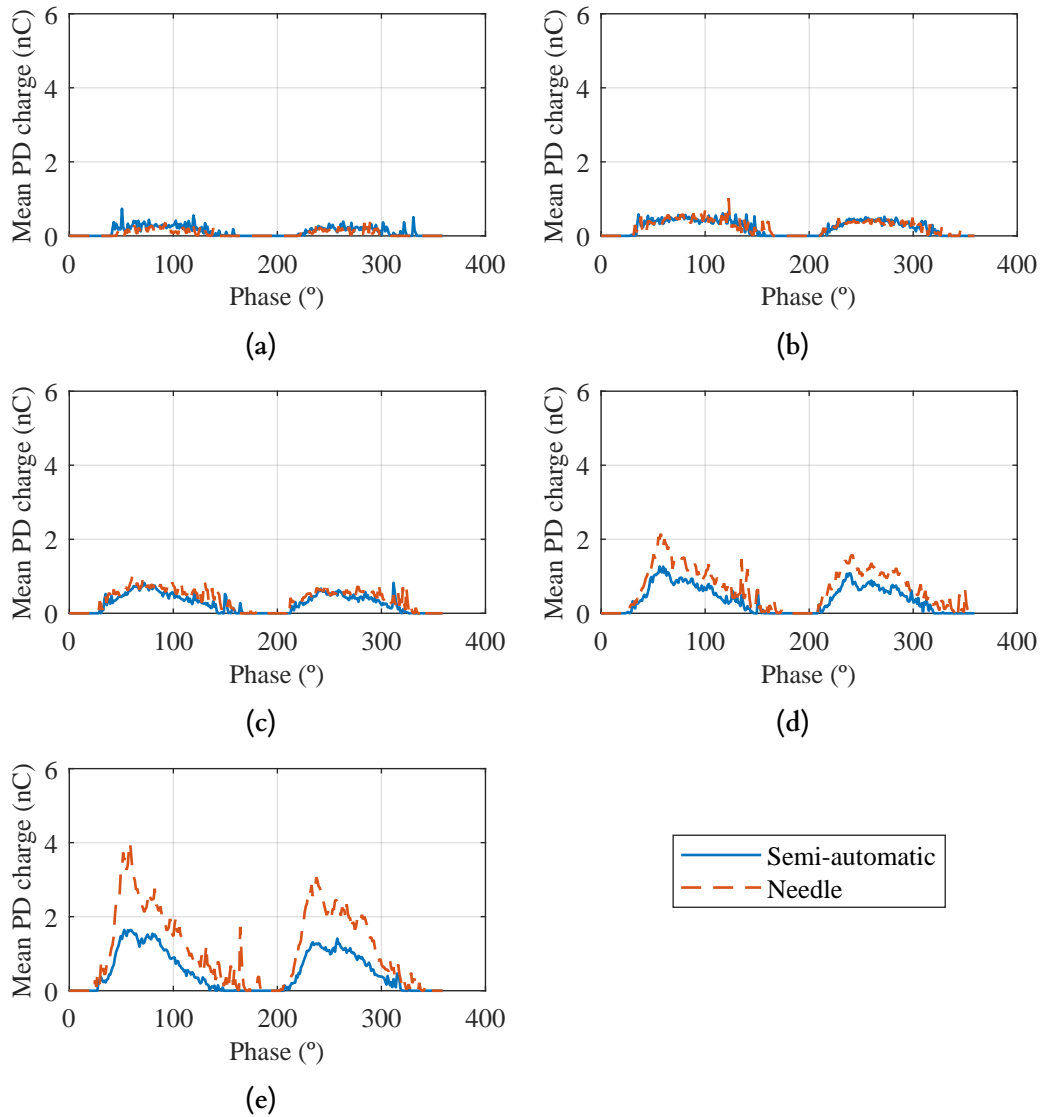 6
4
2
0
Mean PD charge (nC)
0 100 200 300 400
Phase (º)
(a)
6
4
2
0
Mean PD charge (nC)
0 100 200 300 400
Phase (º)
(b)
6
4
2
0
Mean PD charge (nC)
0 100 200 300 400
Phase (º)
(c)
6
4
2
0
Mean PD charge (nC)
0 100 200 300 400
Phase (º)
(d)
6
4
2
0
Mean PD charge (nC)
0 100 200 300 400
Phase (º)
(e)
Semi-automatic
Needle